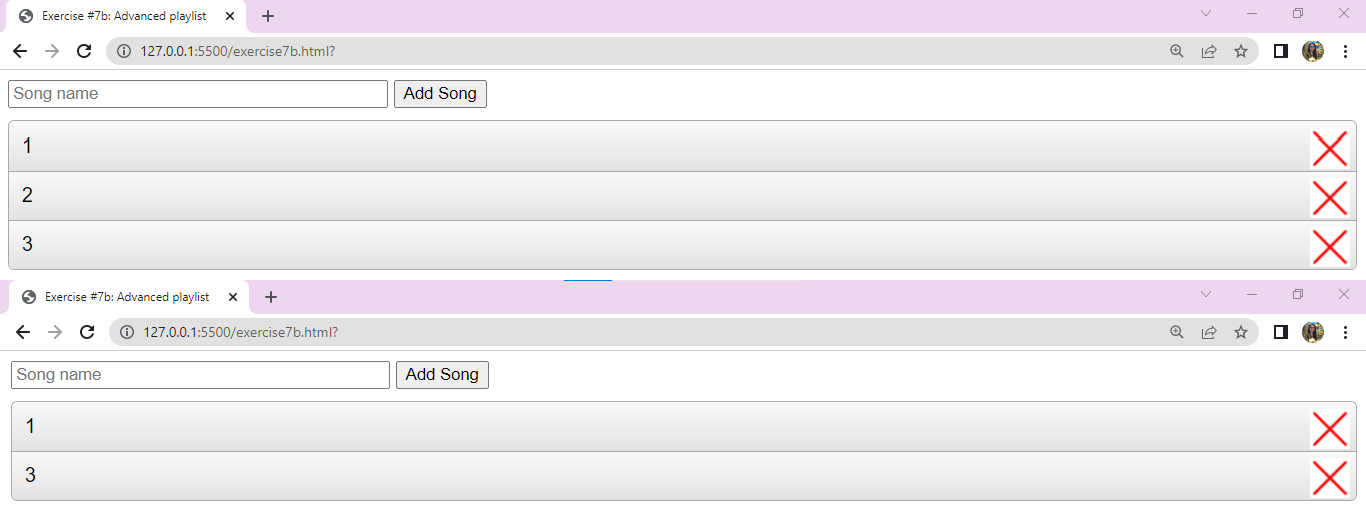 Exercise #7b: Advanced playlist
127.0.0.1:5500/exercise7b.html?
Song name Add Song
1
2
3
Exercise #7b: Advanced playlist
127.0.0.1:5500/exercise7b.html?
Song name Add Song
1
3